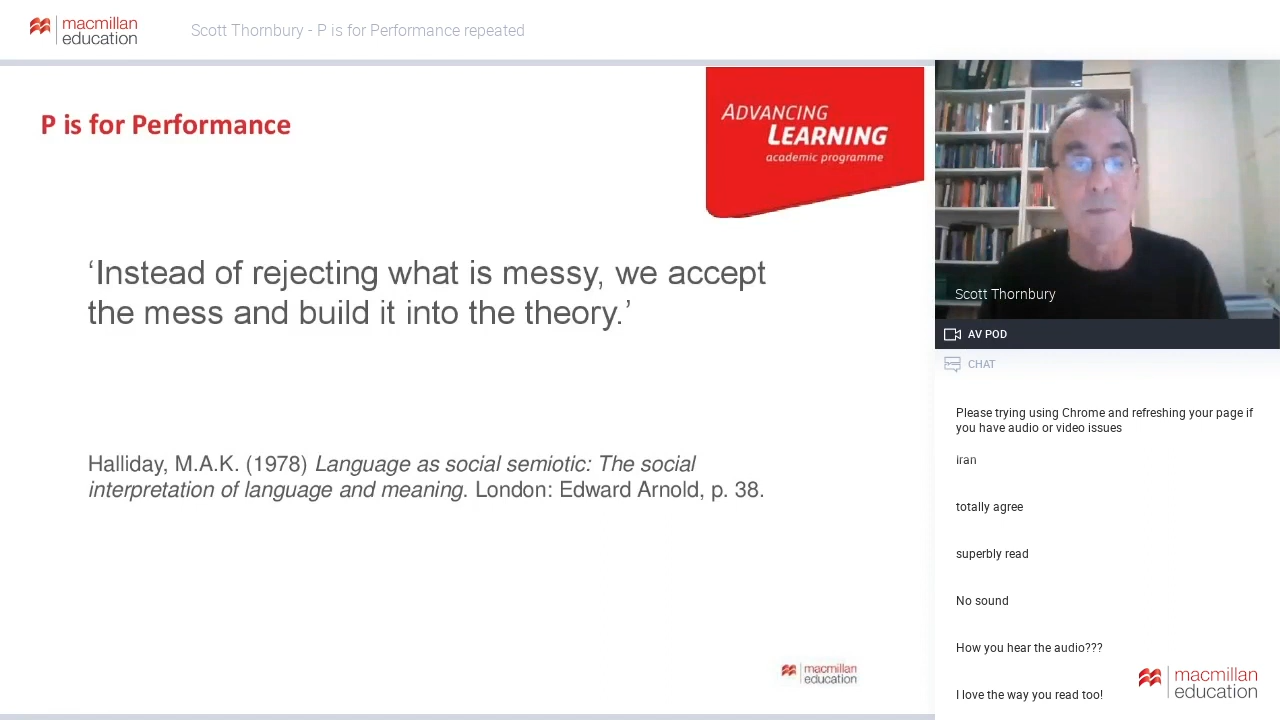 macmillan
education
Scott Thornbury - P is for Performance repeated
P is for Performance
ADVANCING
LEARNING
academic programme
‘Instead of rejecting what is messy, we accept
the mess and build it into the theory.’
Halliday, M.A.K. (1978) Language as social semiotic: The social
interpretation of language and meaning. London: Edward Arnold, p. 38.
macmillan
education
Scott Thornbury
AV POD
CHAT
Please trying using Chrome and refreshing your page if
you have audio or video issues
iran
totally agree
superbly read
No sound
How you hear the audio???
I love the way you read too!
macmillan
education